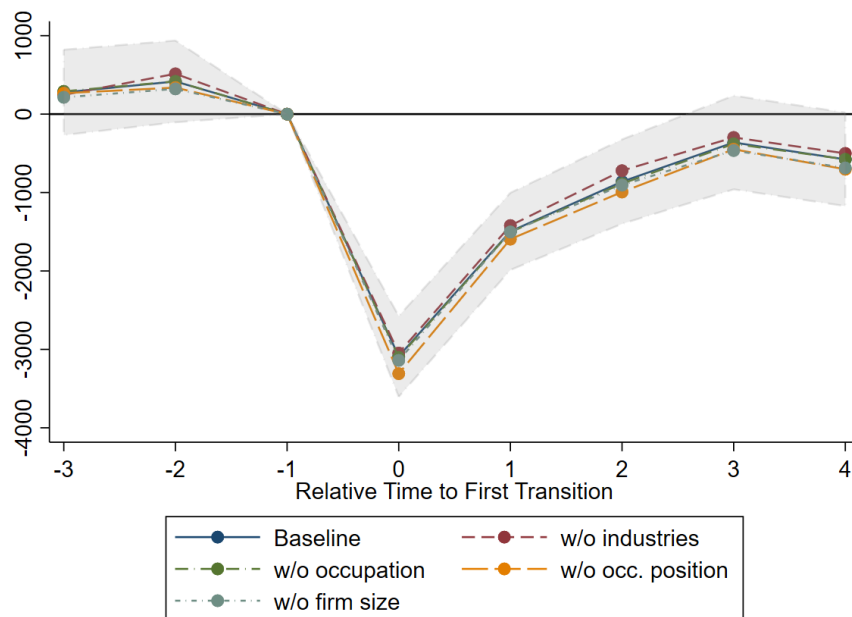 1000
0
-1000
-2000
-3000
-4000
-3 -2 -1 0 1 2 3 4
Relative Time to First Transition
Baseline w/o industries
w/o occupation w/o occ. position
w/o firm size